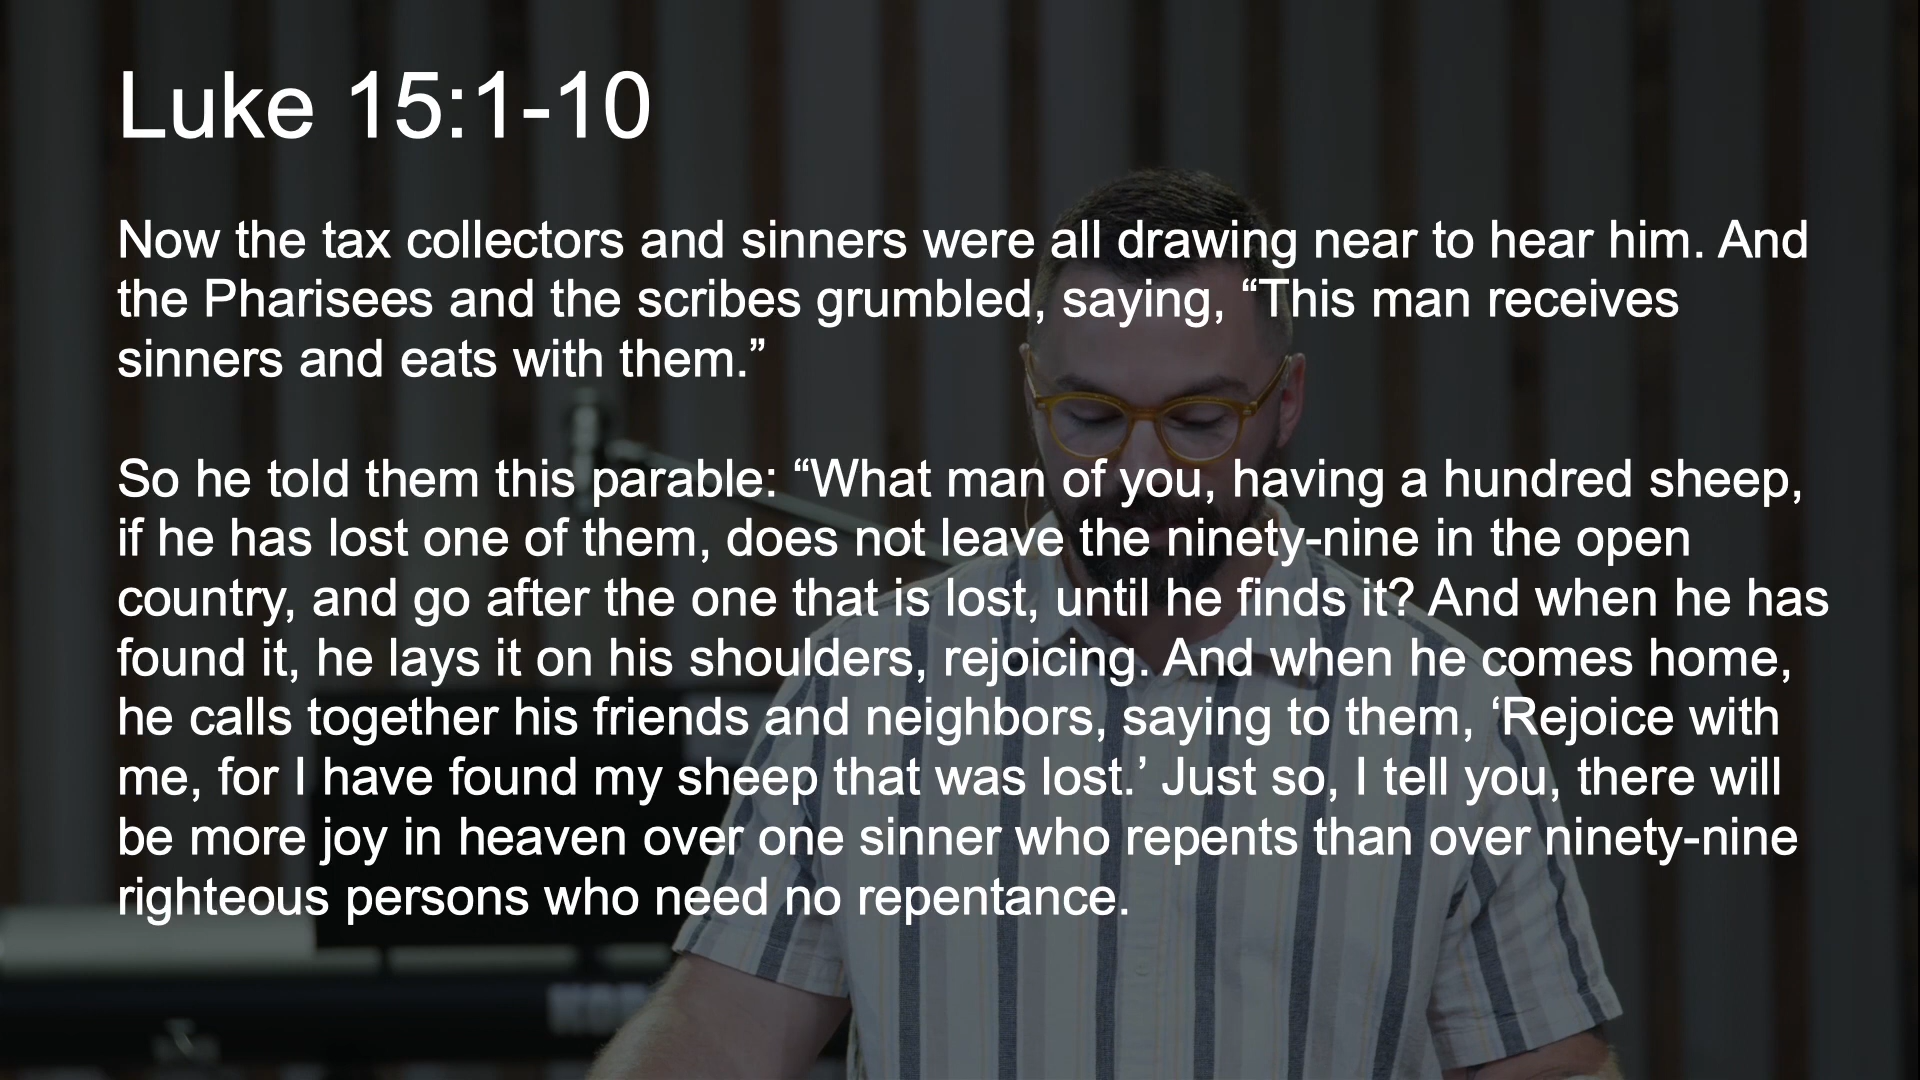 Luke 15:1-10
Now the tax collectors and sinners were all drawing near to hear him. And
the Pharisees and the scribes grumbled, saying, “This man receives
sinners and eats with them.”
So he told them this parable: “What man of you, having a hundred sheep,
if he has lost one of them, does not leave the ninety-nine in the open
country, and go after the one that is lost, until he finds it? And when he has
found it, he lays it on his shoulders, rejoicing. And when he comes home,
he calls together his friends and neighbors, saying to them, ‘Rejoice with
me, for I have found my sheep that was lost.’ Just so, I tell you, there will
be more joy in heaven over one sinner who repents than over ninety-nine
righteous persons who need no repentance.